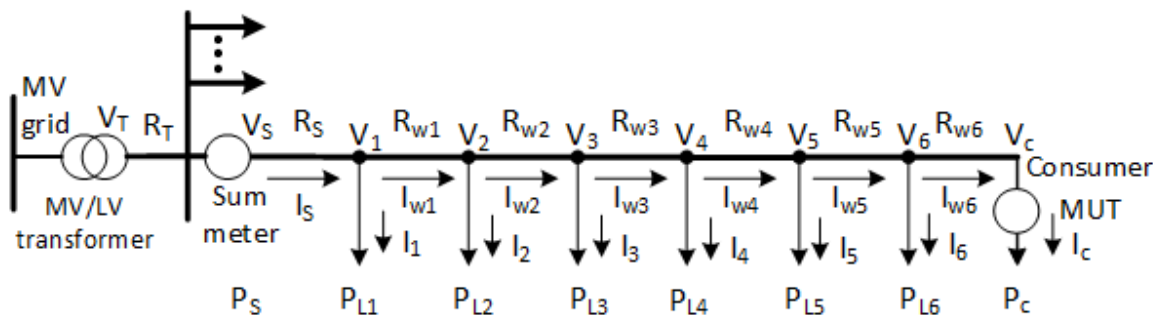 MV
grid
V_T
R_T
V_S
R_S
V_1
R_w1
V_2
R_w2
V_3
R_w3
V_4
R_w4
V_5
R_w5
V_6
R_w6
V_c
Consumer
MV/LV
transformer
Sum
meter
I_S
I_w1
I_w2
I_w3
I_w4
I_w5
I_w6
MUT
I_1
I_2
I_3
I_4
I_5
I_6
I_c
P_S
P_L1
P_L2
P_L3
P_L4
P_L5
P_L6
P_c